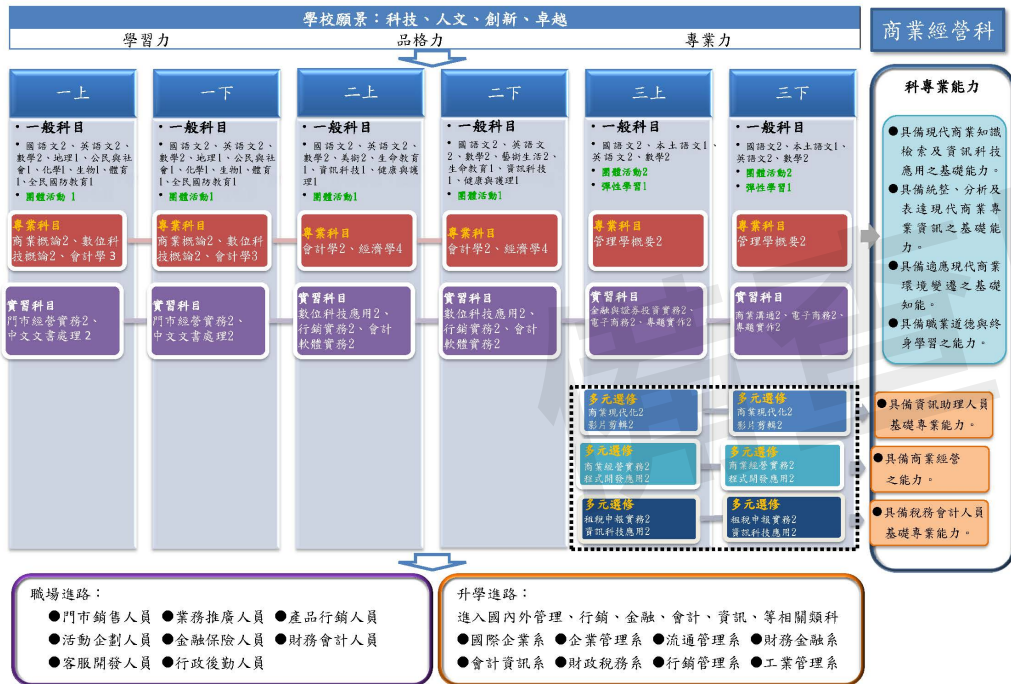 學校願景：科技、人文、創新、卓越
學習力
品格力
專業力
商業經營科
一上
• 一般科目
• 國語文2、英語文2、
數學2、地理1、公民與社
會1、化學1、生物1、體育
1、全民國防教育1
• 團體活動 1
專業科目
商業概論2、數位科
技概論2、會計學 3
實習科目
門市經營實務2、
中文文書處理 2
一下
• 一般科目
• 國語文2、英語文2、
數學2、地理1、公民與社
會1、化學1、生物1、體育
1、全民國防教育1
• 團體活動1
專業科目
商業概論2、數位科
技概論2、會計學3
實習科目
門市經營實務2、
中文文書處理2
二上
• 一般科目
• 國語文2、英語文2、
數學2、美術2、生命教育
1、資訊科技1、健康與護
理1
• 團體活動1
專業科目
會計學2、經濟學4
實習科目
數位科技應用2、
行銷實務2、會計
軟體實務2
二下
• 一般科目
• 國語文2、英語文
2、數學2、藝術生活2、
生命教育1、資訊科技
1、健康與護理1
• 團體活動1
專業科目
會計學2、經濟學4
實習科目
數位科技應用2、
行銷實務2、會計
軟體實務2
三上
• 一般科目
• 國語文2、本土語文1、
英語文2、數學2
• 團體活動2
• 彈性學習1
專業科目
管理學概要2
實習科目
金融與證券投資實務2、
電子商務2、專題實作2
三下
• 一般科目
• 國語文2、本土語文1、
英語文2、數學2
• 團體活動2
• 彈性學習1
專業科目
管理學概要2
實習科目
商業溝通2、電子商務2、
專題實作2
多元選修
商業現代化2
影片剪輯2
多元選修
商業現代化2
影片剪輯2
多元選修
商業經營實務2
程式開發應用2
多元選修
商業經營實務2
程式開發應用2
多元選修
租稅申報實務2
資訊科技應用2
多元選修
租稅申報實務2
資訊科技應用2
科專業能力
●具備現代商業知識
檢索及資訊科技
應用之基礎能力。
●具備統整、分析及
表達現代商業專
業資訊之基礎能
力。
●具備適應現代商業
環境變遷之基礎
知能。
●具備職業道德與終
身學習之能力。
●具備資訊助理人員
基礎專業能力。
●具備商業經營
之能力。
●具備稅務會計人員
基礎專業能力。
職場進路：
●門市銷售人員 ●業務推廣人員 ●產品行銷人員
●活動企劃人員 ●金融保險人員 ●財務會計人員
●客服開發人員 ●行政後勤人員
升學進路：
進入國內外管理、行銷、金融、會計、資訊、等相關類科
●國際企業系 ●企業管理系 ●流通管理系 ●財務金融系
●會計資訊系 ●財政稅務系 ●行銷管理系 ●工業管理系